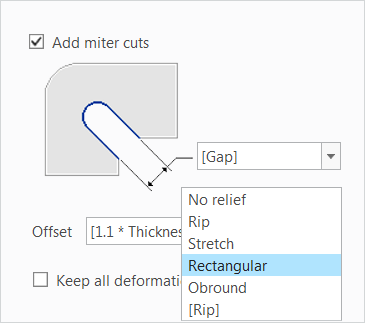 Add miter cuts
[Gap]
No relief
Rip
Stretch
Rectangular
Obround
[Rip]
Offset [1.1 * Thicknes
Keep all deformati